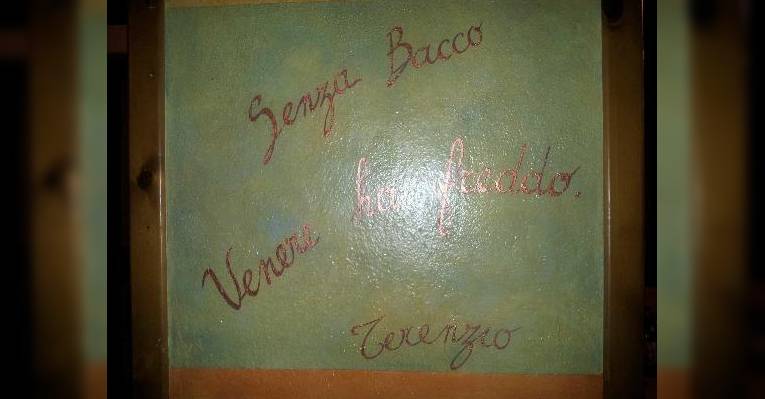 Senza Bacco
Venere ha freddo.
Terenzio